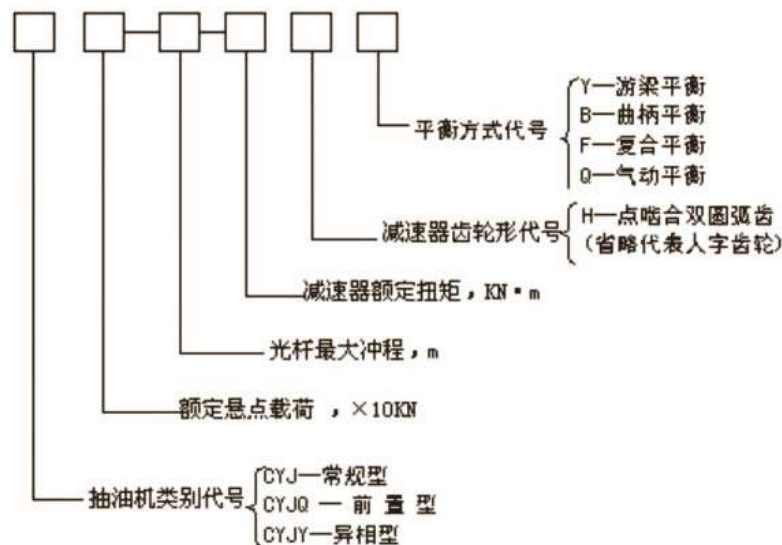 Y—游梁平衡
B—曲柄平衡
平衡方式代号
F—复合平衡
Q—气动平衡
H—点啮合双圆弧齿
减速器齿轮形代号
(省略代表人字齿轮)
减速器额定扭矩，KN·m
光杆最大冲程，m
额定悬点载荷 ，×10KN
CYJ—常规型
抽油机类别代号
CYJQ — 前 置 型
CYJY—异相型